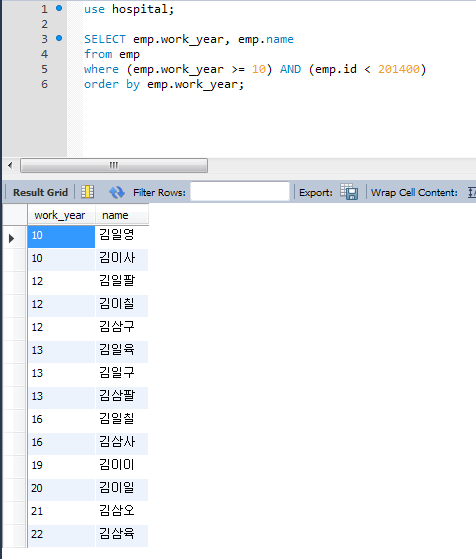 1 use hospital;
2
3 SELECT emp.work_year, emp.name
4 from emp
5 where (emp.work_year >= 10) AND (emp.id < 201400)
6 order by emp.work_year;
Result Grid Filter Rows: Export: Wrap Cell Content:
work_year name
10 김일영
10 김이사
12 김일팔
12 김이칠
12 김삼구
13 김일육
13 김일구
13 김삼팔
16 김일칠
16 김삼사
19 김이이
20 김이일
21 김삼오
22 김삼육